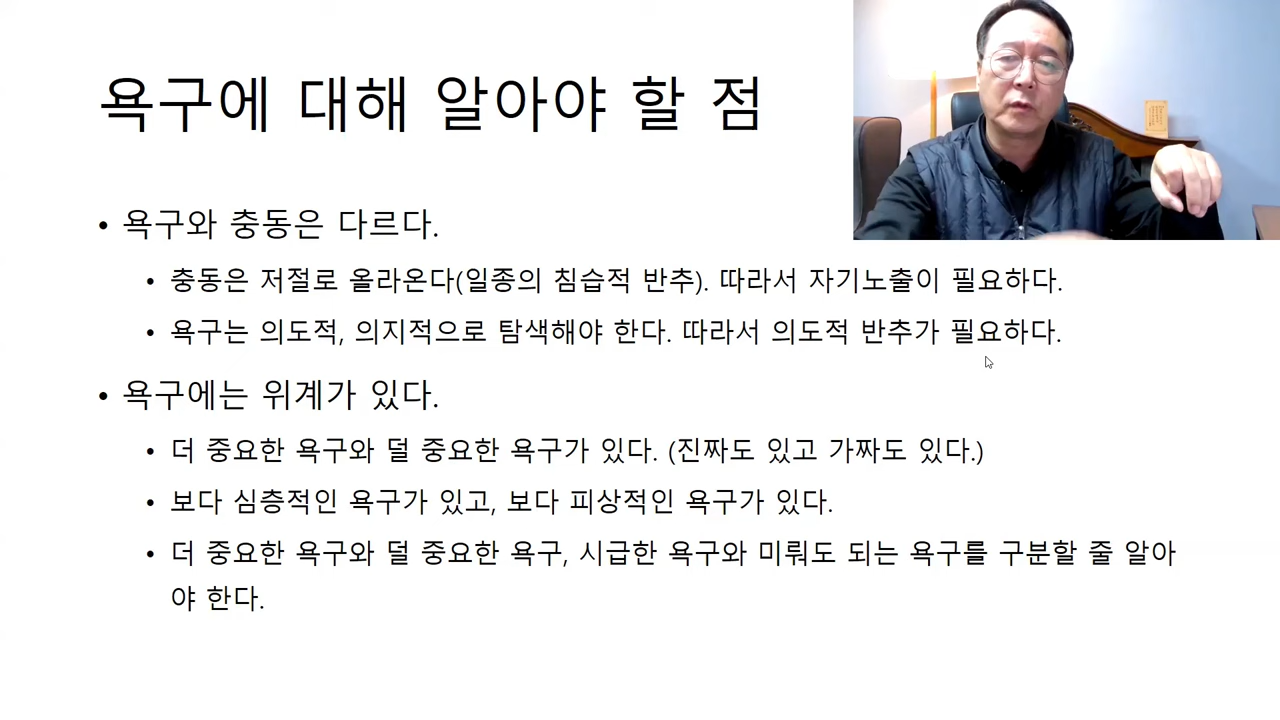 욕구에 대해 알아야 할 점
• 욕구와 충동은 다르다.
• 충동은 저절로 올라온다(일종의 침습적 반추). 따라서 자기노출이 필요하다.
• 욕구는 의도적, 의지적으로 탐색해야 한다. 따라서 의도적 반추가 필요하다.
• 욕구에는 위계가 있다.
• 더 중요한 욕구와 덜 중요한 욕구가 있다. (진짜도 있고 가짜도 있다.)
• 보다 심층적인 욕구가 있고, 보다 피상적인 욕구가 있다.
• 더 중요한 욕구와 덜 중요한 욕구, 시급한 욕구와 미뤄도 되는 욕구를 구분할 줄 알아
야 한다.